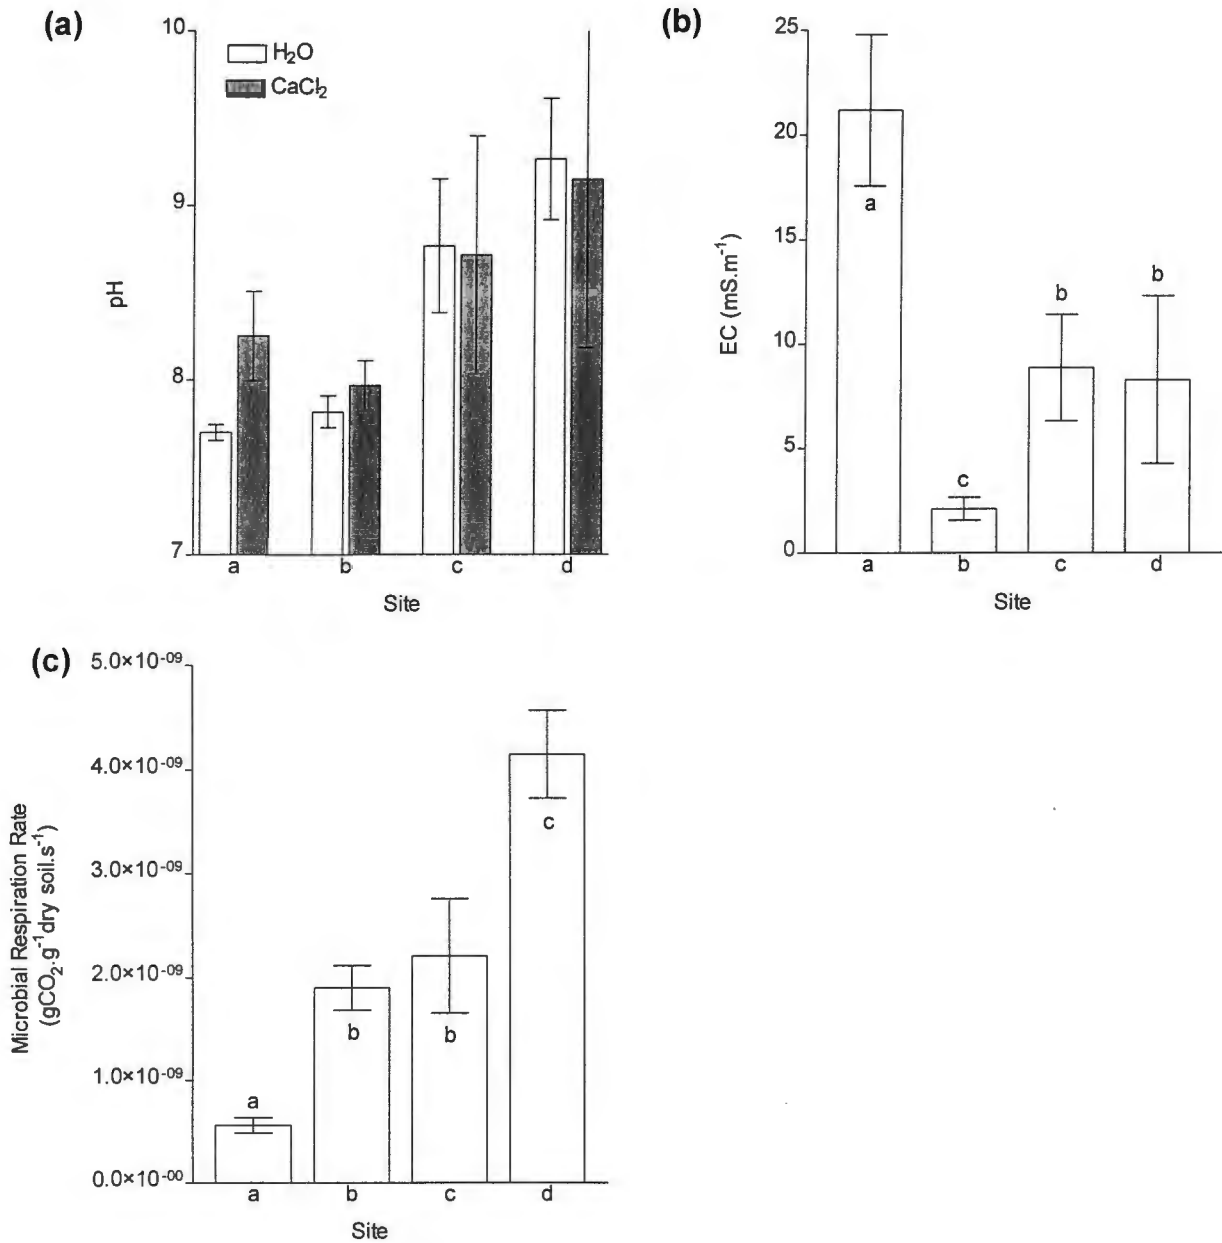 (a)
10
9
8
7
pH
H₂O
CaCl₂
a b c d
Site
(b)
25
20
15
10
5
0
EC (mS.m⁻¹)
a
c
b
b
a b c d
Site
(c)
5.0×10⁻⁰⁹
4.0×10⁻⁰⁹
3.0×10⁻⁰⁹
2.0×10⁻⁰⁹
1.0×10⁻⁰⁹
0.0×10⁻⁰⁰
Microbial Respiration Rate
(gCO₂.g⁻¹dry soil.s⁻¹)
a
b
b
c
a b c d
Site